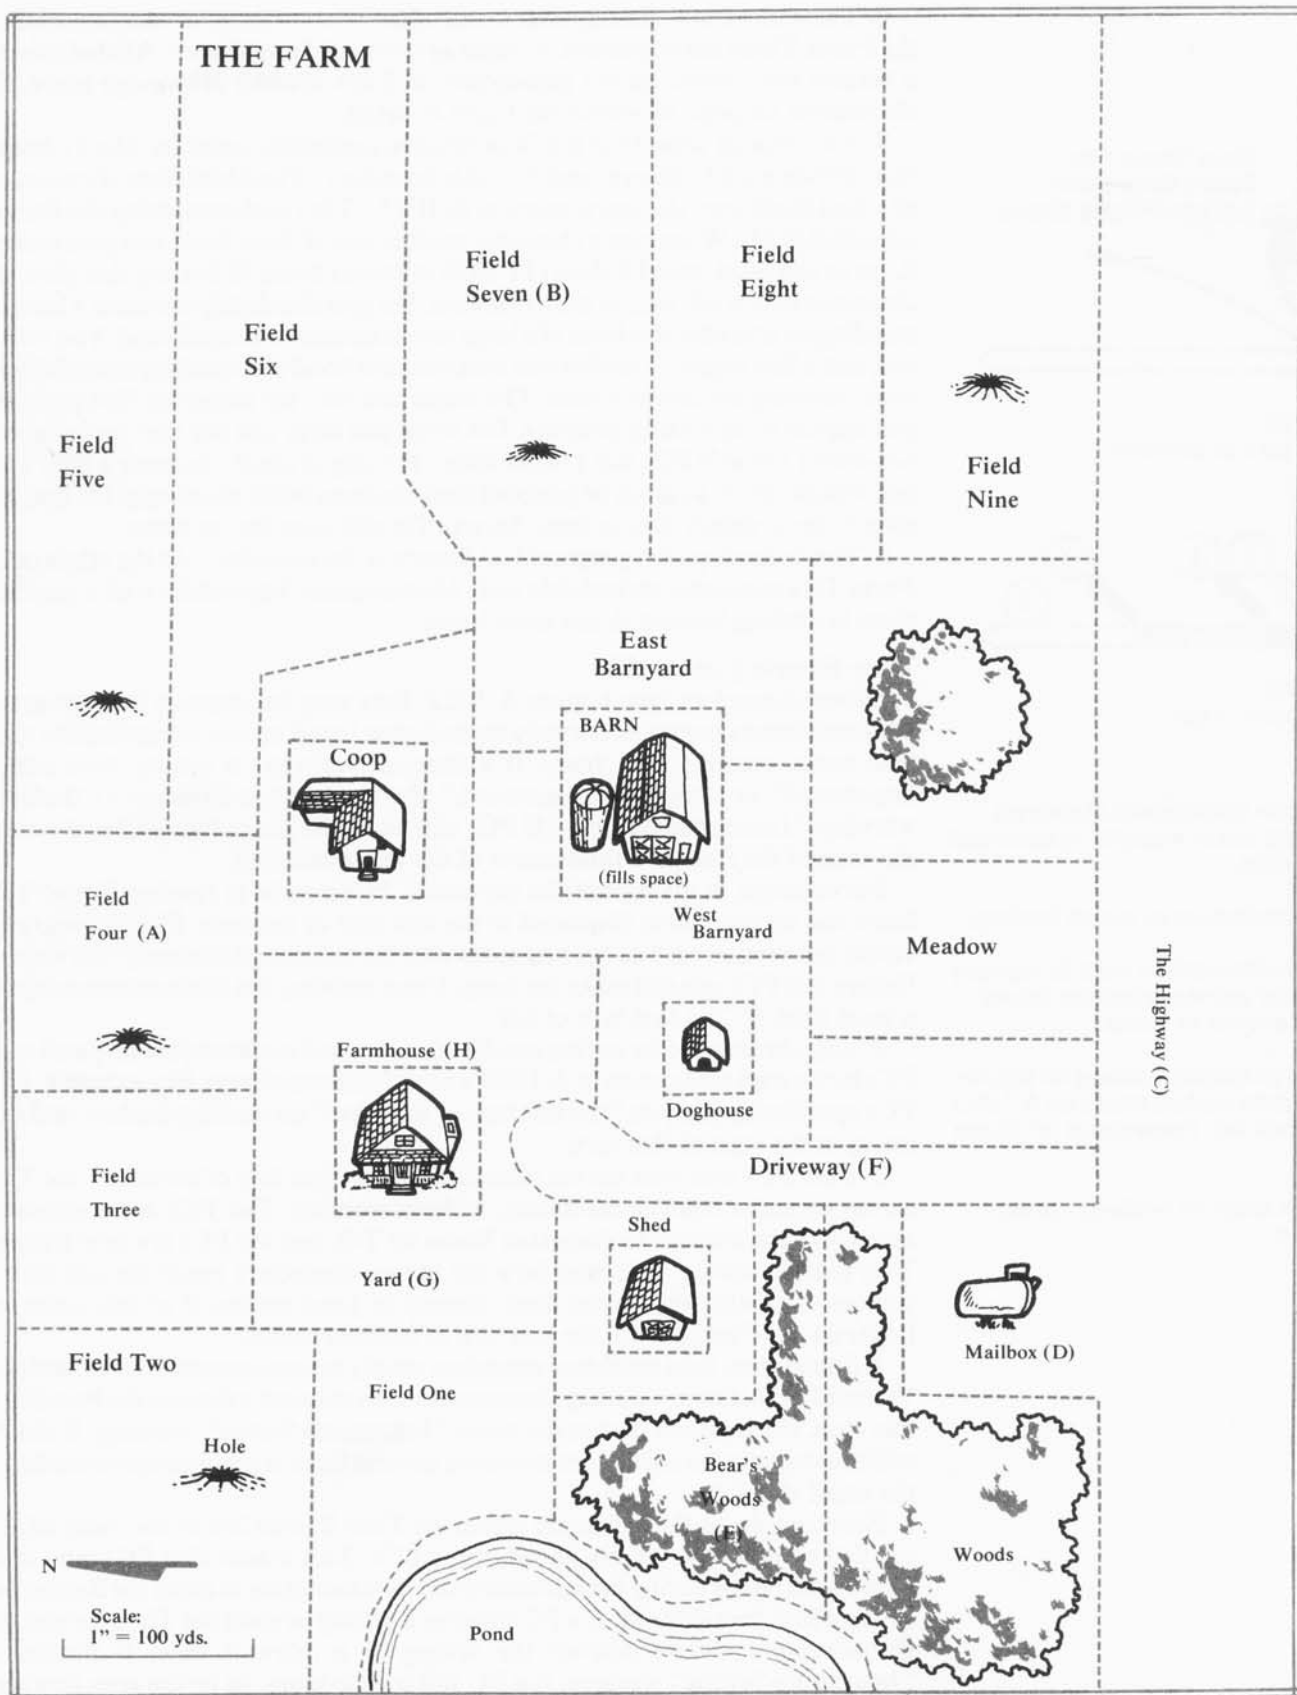 THE FARM
Field
Seven (B)
Field
Eight
Field
Six
Field
Five
Field
Nine
East
Barnyard
BARN
Coop
(fills space)
Field
Four (A)
West
Barnyard
Meadow
The Highway (C)
Farmhouse (H)
Doghouse
Driveway (F)
Field
Three
Shed
Yard (G)
Mailbox (D)
Field Two
Field One
Hole
Bear's
Woods
(E)
Woods
N
Scale:
1” = 100 yds.
Pond